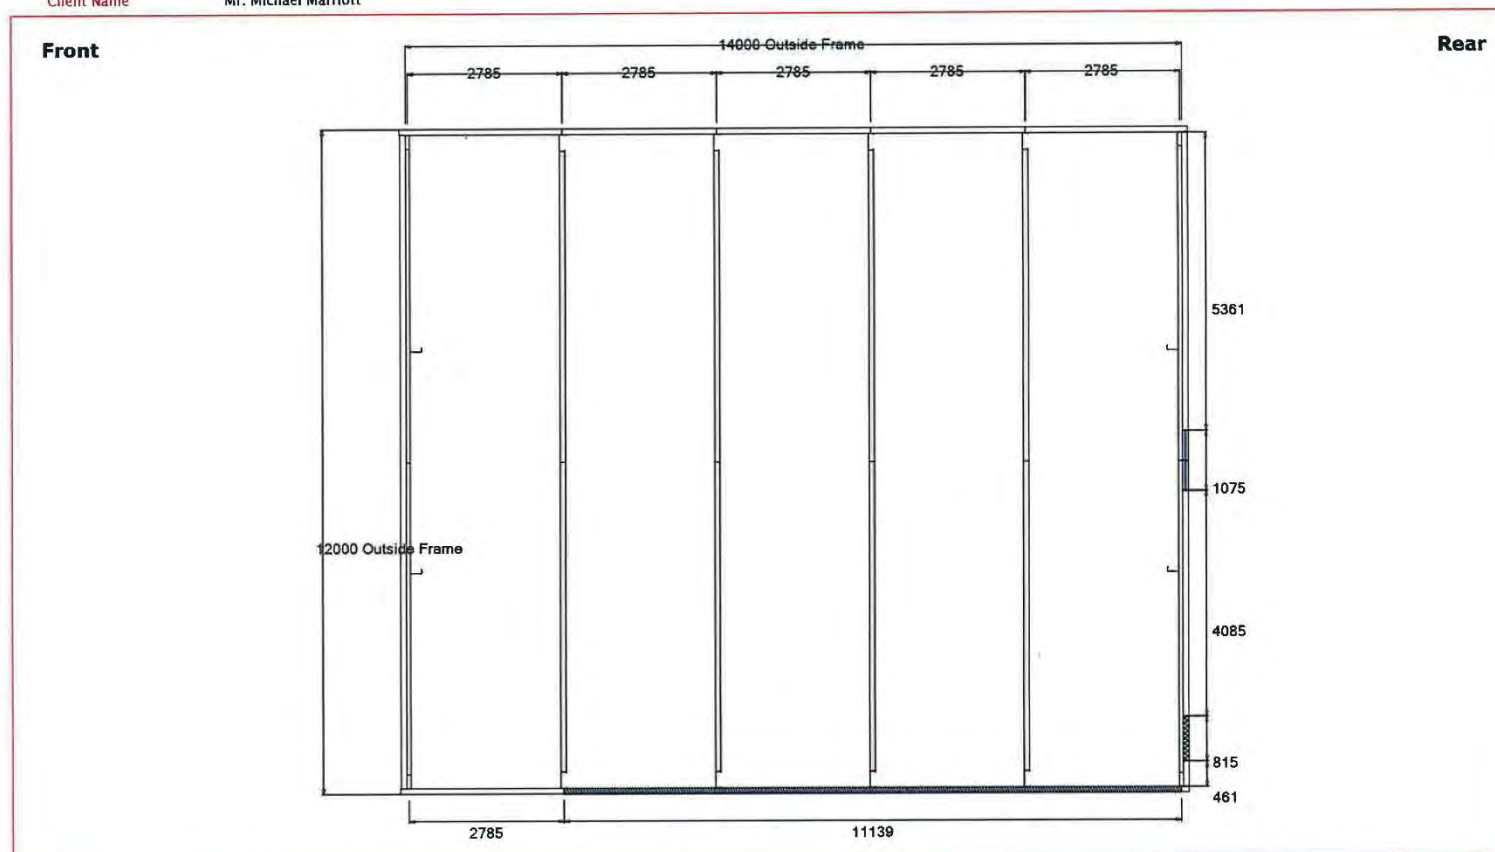 Client Name Mr. Michael Marriott
Front
14000 Outside Frame
Rear
2785 2785 2785 2785 2785
5361
1075
12000 Outside Frame
4085
815
461
2785 11139